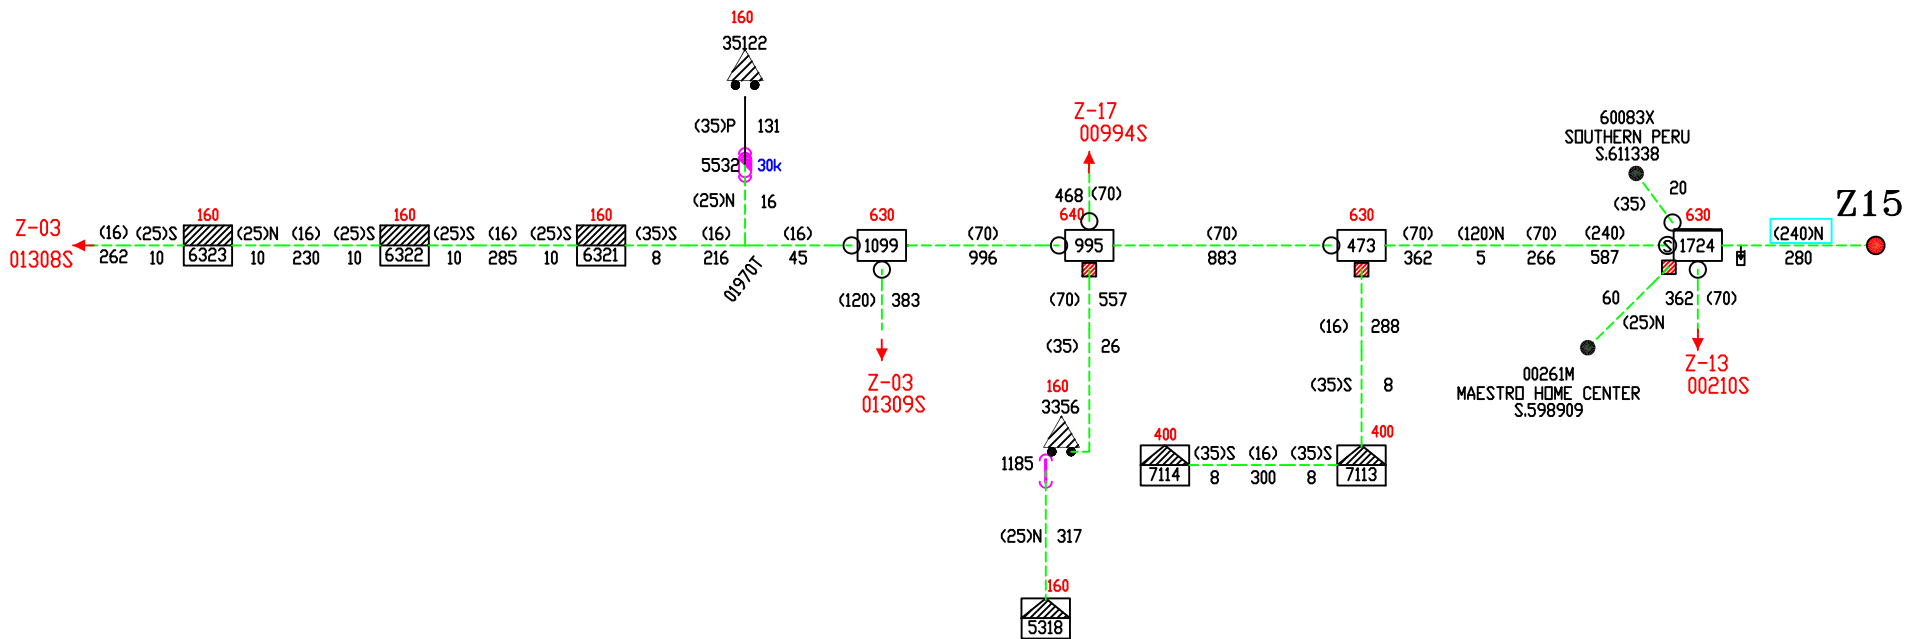 160
35122
(35)P 131
5532 30k
(25)N 16
Z-17
00994S
468 (70)
60083X
SOUTHERN PERU
S.611338
20
(35)
Z15
Z-03
01308S
(16) (25)S 160 (25)N (16) (25)S 160 (25)S (16) (25)S 160 (35)S (16) (16) 630 (70) 640 (70) 630 (70) (120)N (70) (240) 630 (240)N
6323 6322 6321 1099 995 473 S 1724
262 10 10 230 10 10 285 10 8 216 45 996 883 362 5 266 587 280
01970T
(120) 383
Z-03
01309S
(70) 557
(35) 26
160
3356
1185
(25)N 317
160
5318
(16) 288
(35)S 8
400 400
(35)S (16) (35)S
7114 8 300 8 7113
60 362 (70)
(25)N
00261M
MAESTRO HOME CENTER
S.598909
Z-13
00210S